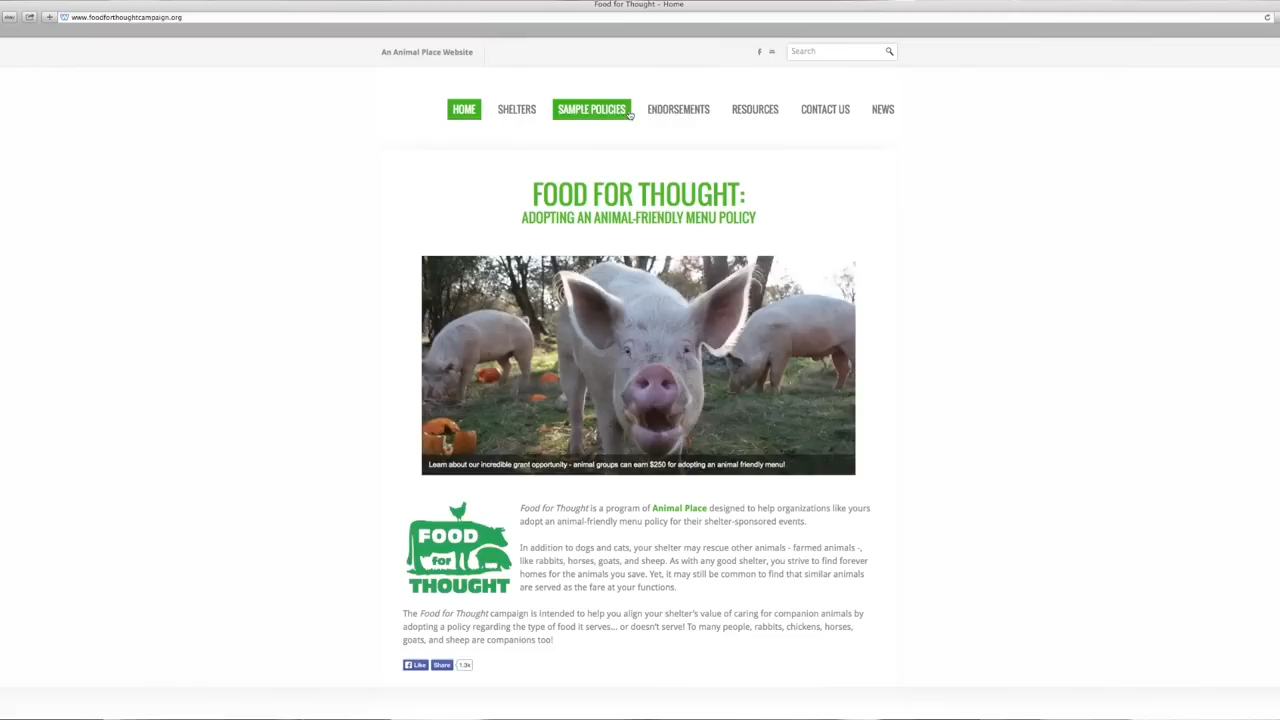 Food for Thought – Home
www.foodforthoughtcampaign.org
An Animal Place Website
Search
HOME SHELTERS SAMPLE POLICIES ENDORSEMENTS RESOURCES CONTACT US NEWS
FOOD FOR THOUGHT:
ADOPTING AN ANIMAL-FRIENDLY MENU POLICY
Learn about our incredible grant opportunity - animal groups can earn $250 for adopting an animal friendly menu!
FOOD
for
THOUGHT
Food for Thought is a program of Animal Place designed to help organizations like yours
adopt an animal-friendly menu policy for their shelter-sponsored events.
In addition to dogs and cats, your shelter may rescue other animals - farmed animals -,
like rabbits, horses, goats, and sheep. As with any good shelter, you strive to find forever
homes for the animals you save. Yet, it may still be common to find that similar animals
are served as the fare at your functions.
The Food for Thought campaign is intended to help you align your shelter's value of caring for companion animals by
adopting a policy regarding the type of food it serves... or doesn't serve! To many people, rabbits, chickens, horses,
goats, and sheep are companions too!
Like Share 1.3k